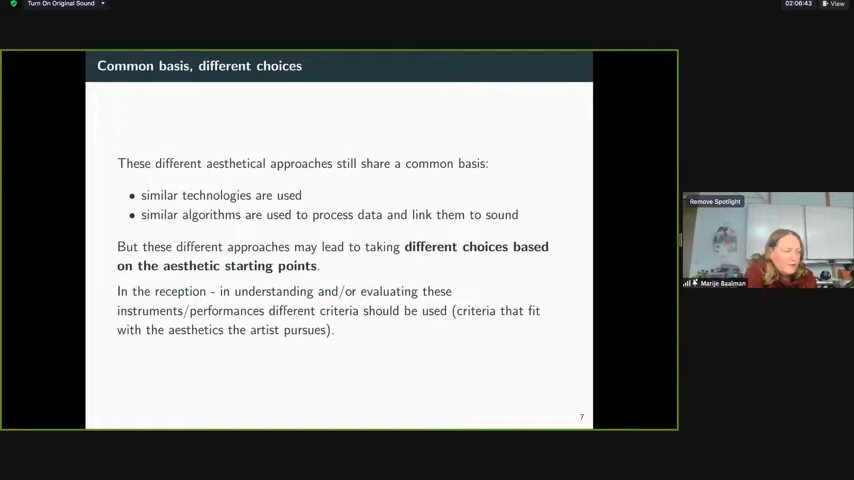 Turn On Original Sound
02:06:43
View
Common basis, different choices
These different aesthetical approaches still share a common basis:
• similar technologies are used
• similar algorithms are used to process data and link them to sound
But these different approaches may lead to taking different choices based
on the aesthetic starting points.
In the reception - in understanding and/or evaluating these
instruments/performances different criteria should be used (criteria that fit
with the aesthetics the artist pursues).
7
Remove Spotlight
Marije Baalman